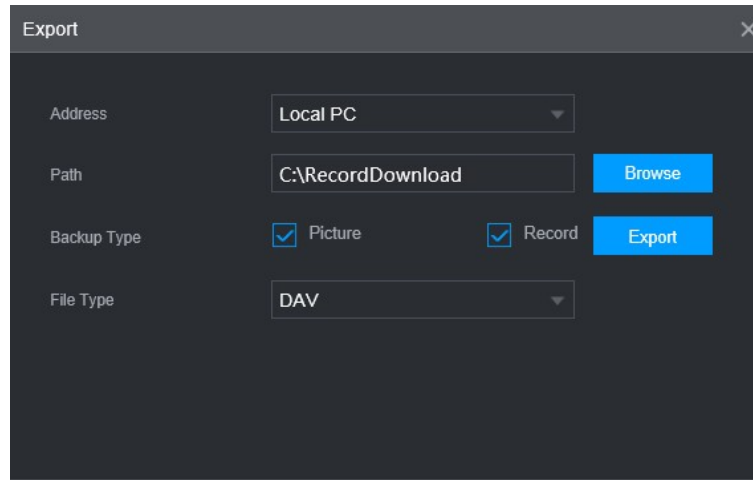 Export
Address Local PC
Path C:\RecordDownload Browse
Backup Type Picture Record Export
File Type DAV